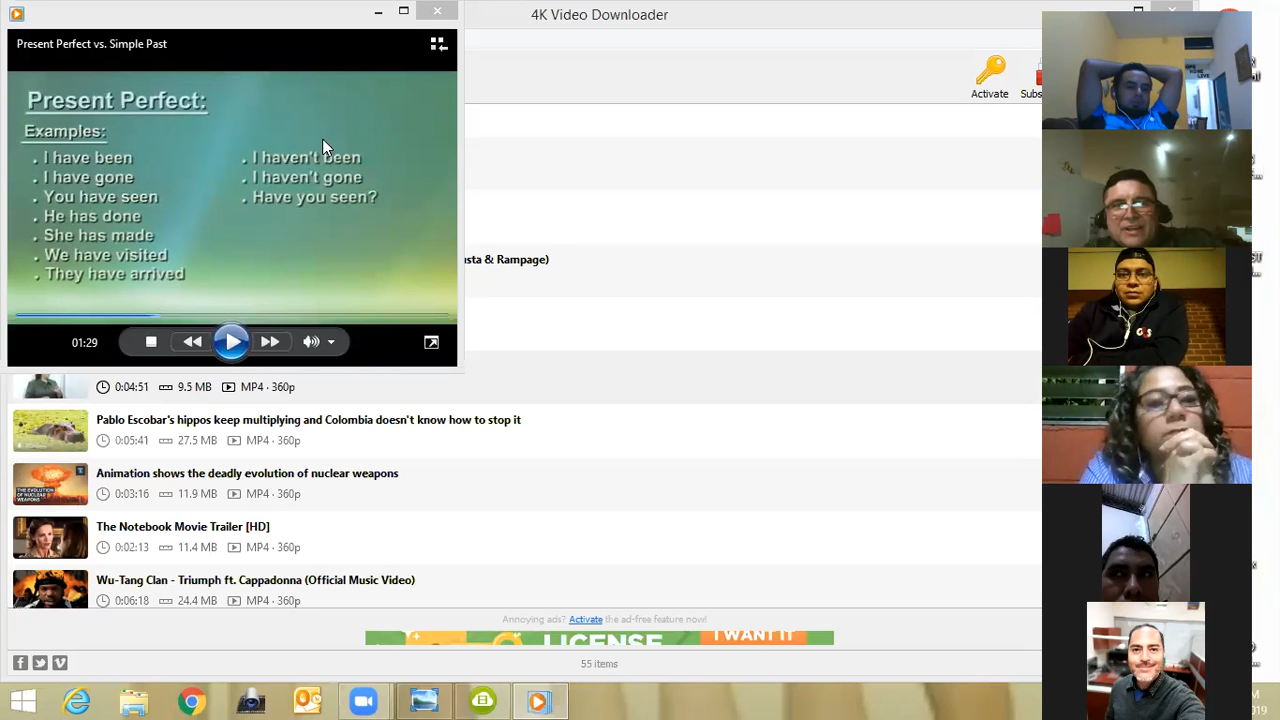 4K Video Downloader
Present Perfect vs. Simple Past
Activate
Present Perfect:
Examples:
. I have been
. I have gone
. You have seen
. He has done
. She has made
. We have visited
. They have arrived
. I haven't been
. I haven't gone
. Have you seen?
01:29
& Rampage)
0:04:51 9.5 MB MP4 · 360p
Pablo Escobar's hippos keep multiplying and Colombia doesn't know how to stop it
0:05:41 27.5 MB MP4 · 360p
THE EVOLUTION OF NUCLEAR WEAPONS
Animation shows the deadly evolution of nuclear weapons
0:03:16 11.9 MB MP4 · 360p
The Notebook Movie Trailer [HD]
0:02:13 11.4 MB MP4 · 360p
Wu-Tang Clan - Triumph ft. Cappadonna (Official Music Video)
0:06:18 24.4 MB MP4 · 360p
Annoying ads? Activate the ad-free feature now!
LICENSE
I WANT IT
55 items